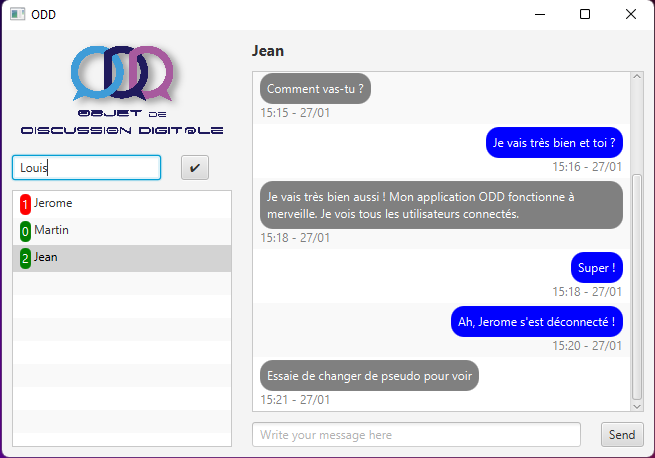 ODD
OBJET DE
DISCUSSION DIGITALE
Louis
✔
1 Jerome
0 Martin
2 Jean
Jean
Comment vas-tu ?
15:15 - 27/01
Je vais très bien et toi ?
15:16 - 27/01
Je vais très bien aussi ! Mon application ODD fonctionne à
merveille. Je vois tous les utilisateurs connectés.
15:18 - 27/01
Super !
15:18 - 27/01
Ah, Jerome s'est déconnecté !
15:20 - 27/01
Essaie de changer de pseudo pour voir
15:21 - 27/01
Write your message here
Send